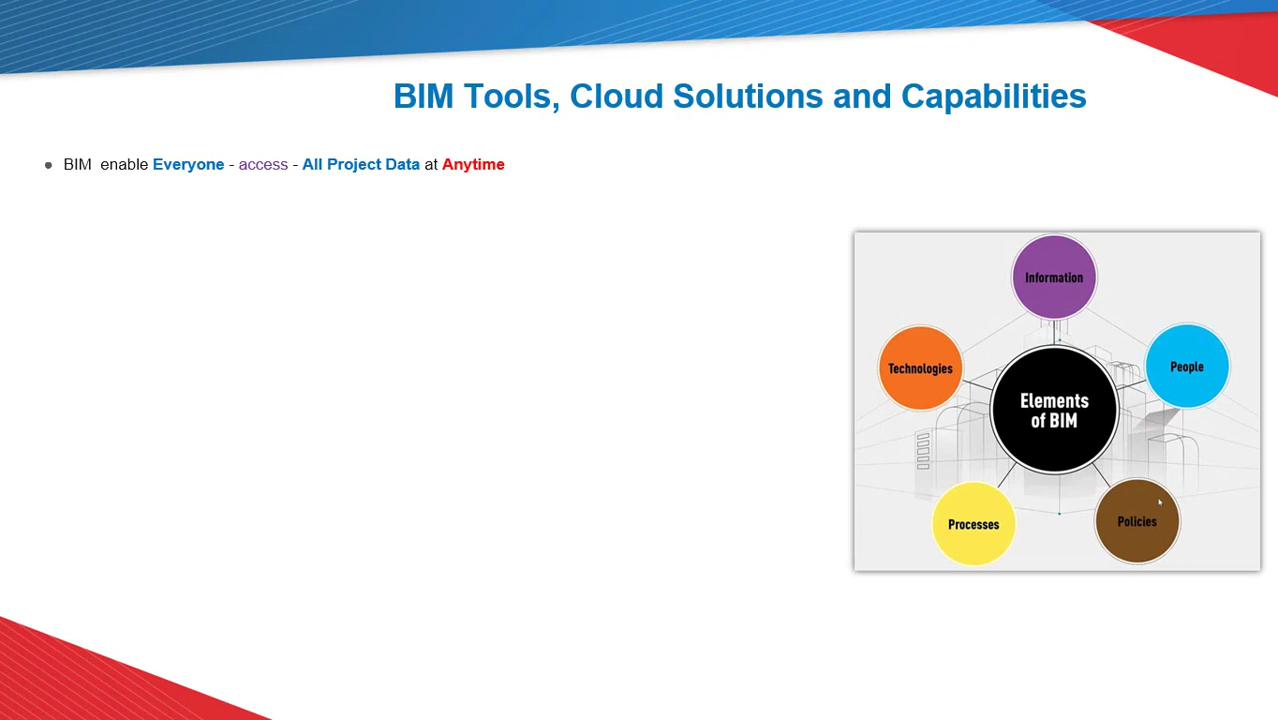 BIM Tools, Cloud Solutions and Capabilities
● BIM  enable Everyone - access - All Project Data at Anytime
Information
Technologies
People
Elements
of BIM
Processes
Policies